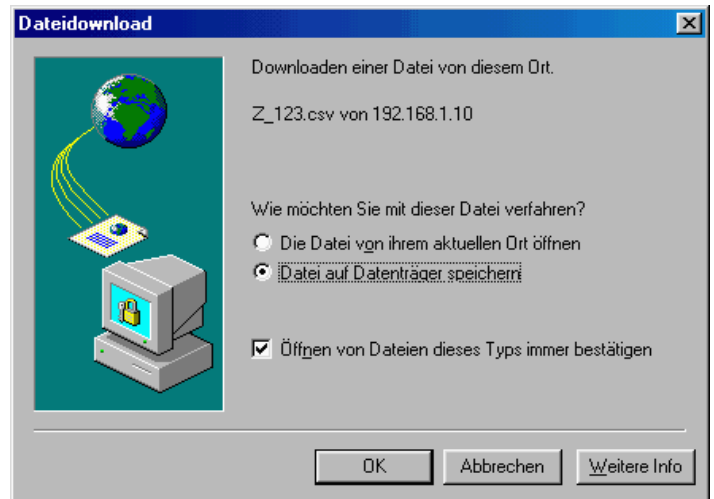 Dateidownload
Downloaden einer Datei von diesem Ort.
Z_123.csv von 192.168.1.10
Wie möchten Sie mit dieser Datei verfahren?
Die Datei von ihrem aktuellen Ort öffnen
Datei auf Datenträger speichern
Öffnen von Dateien dieses Typs immer bestätigen
OK
Abbrechen
Weitere Info